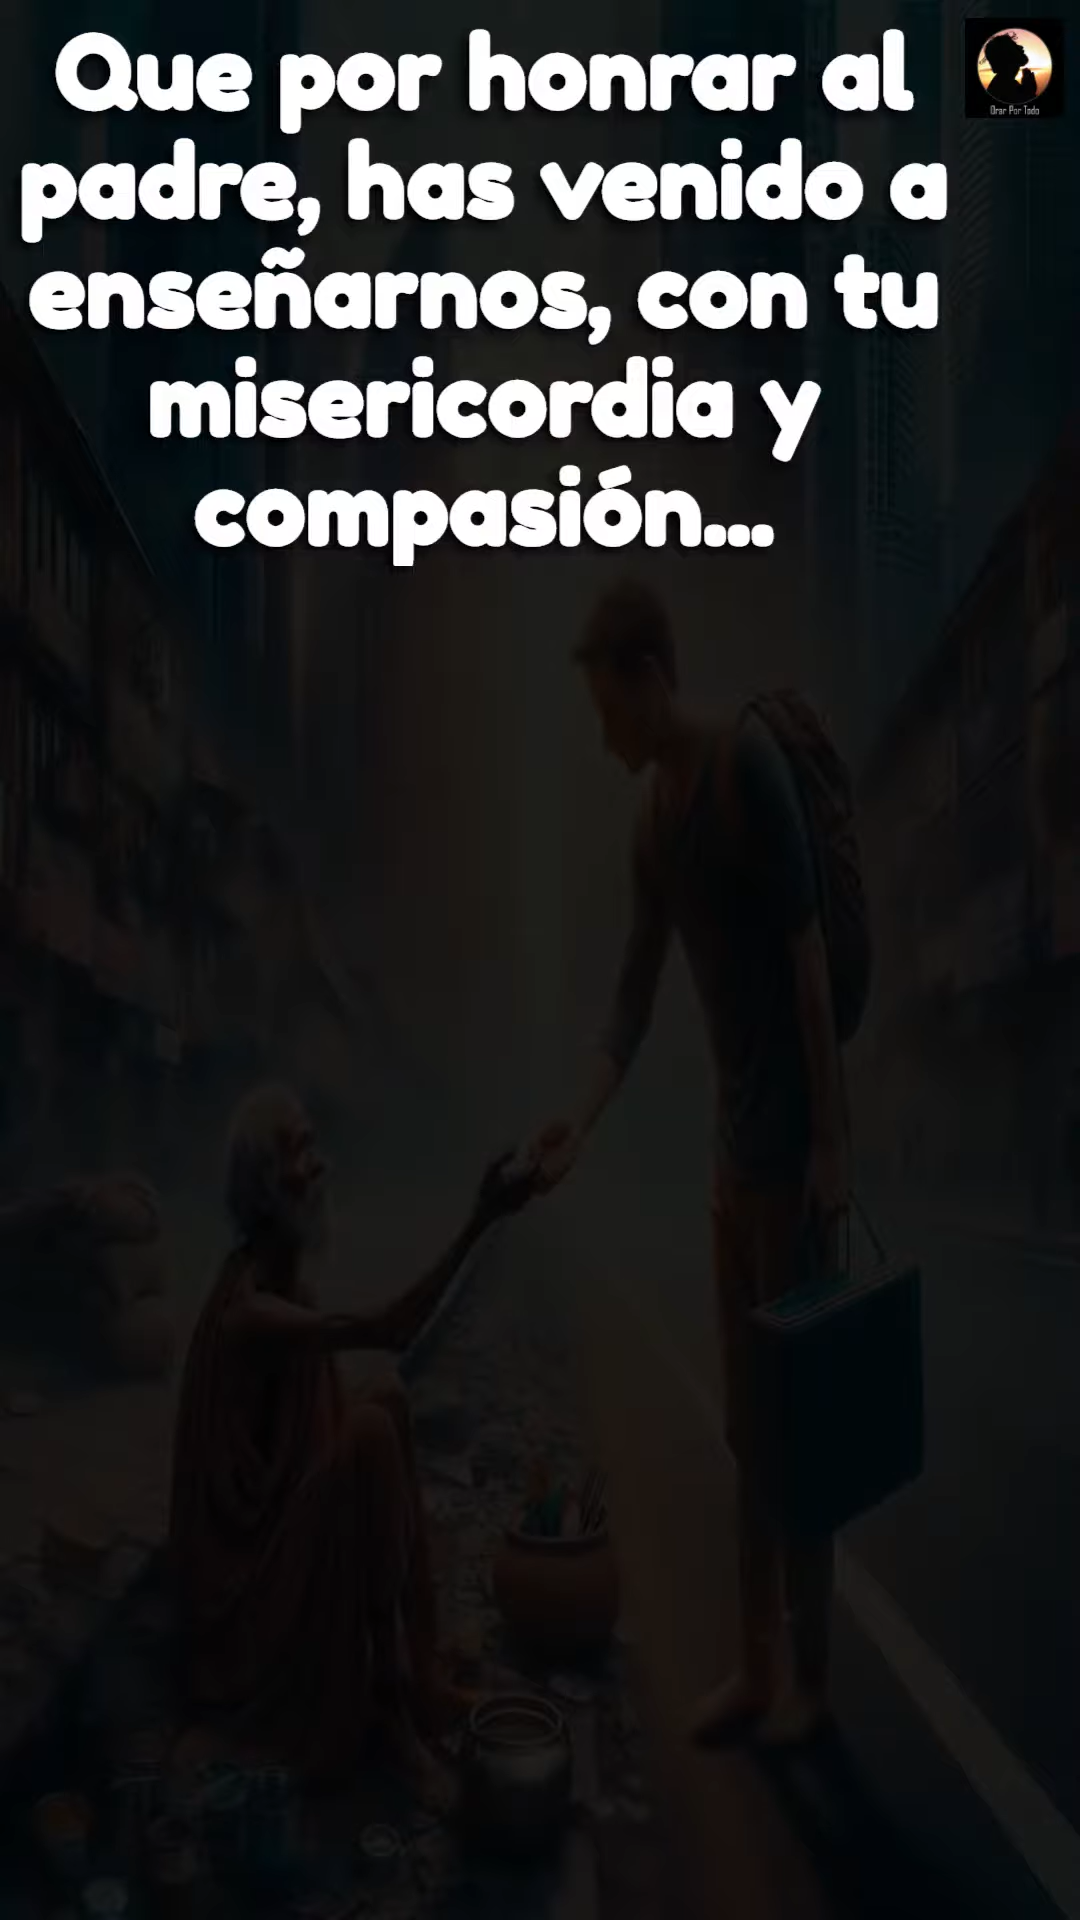 Que por honrar al
padre, has venido a
enseñarnos, con tu
misericordia y
compasión...
Orar Por Todo